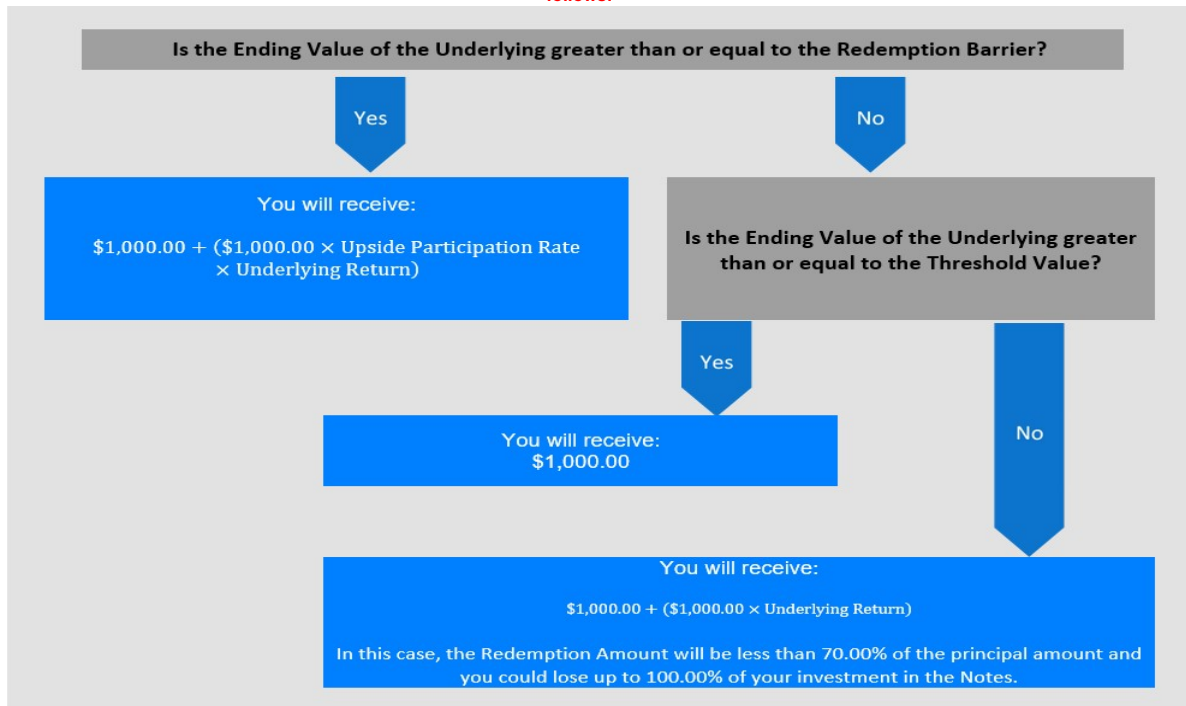 Is the Ending Value of the Underlying greater than or equal to the Redemption Barrier?
Yes
No
You will receive:
$1,000.00 + ($1,000.00 × Upside Participation Rate
× Underlying Return)
Is the Ending Value of the Underlying greater
than or equal to the Threshold Value?
Yes
No
You will receive:
$1,000.00
You will receive:
$1,000.00 + ($1,000.00 × Underlying Return)
In this case, the Redemption Amount will be less than 70.00% of the principal amount and
you could lose up to 100.00% of your investment in the Notes.